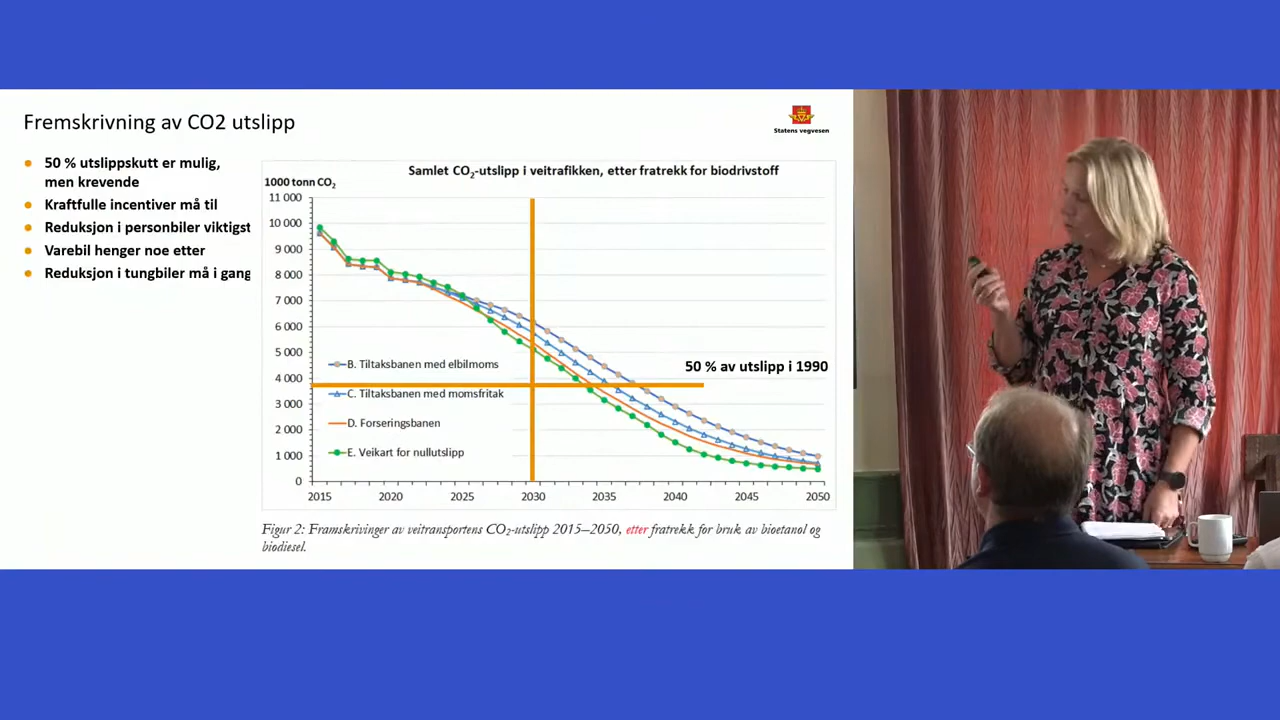 Fremskrivning av CO2 utslipp
Statens vegvesen
50 % utslippskutt er mulig,
men krevende
Kraftfulle incentiver må til
Reduksjon i personbiler viktigst
Varebil henger noe etter
Reduksjon i tungbiler må i gang
Samlet CO₂-utslipp i veitrafikken, etter fratrekk for biodrivstoff
1000 tonn CO₂
11 000
10 000
9 000
8 000
7 000
6 000
5 000
4 000
3 000
2 000
1 000
0
B. Tiltaksbanen med elbilmoms
C. Tiltaksbanen med momsfritak
D. Forseringsbanen
E. Veikart for nullutslipp
50 % av utslipp i 1990
2015 2020 2025 2030 2035 2040 2045 2050
Figur 2: Framskrivinger av veitransportens CO₂-utslipp 2015–2050, etter fratrekk for bruk av bioetanol og
biodiesel.